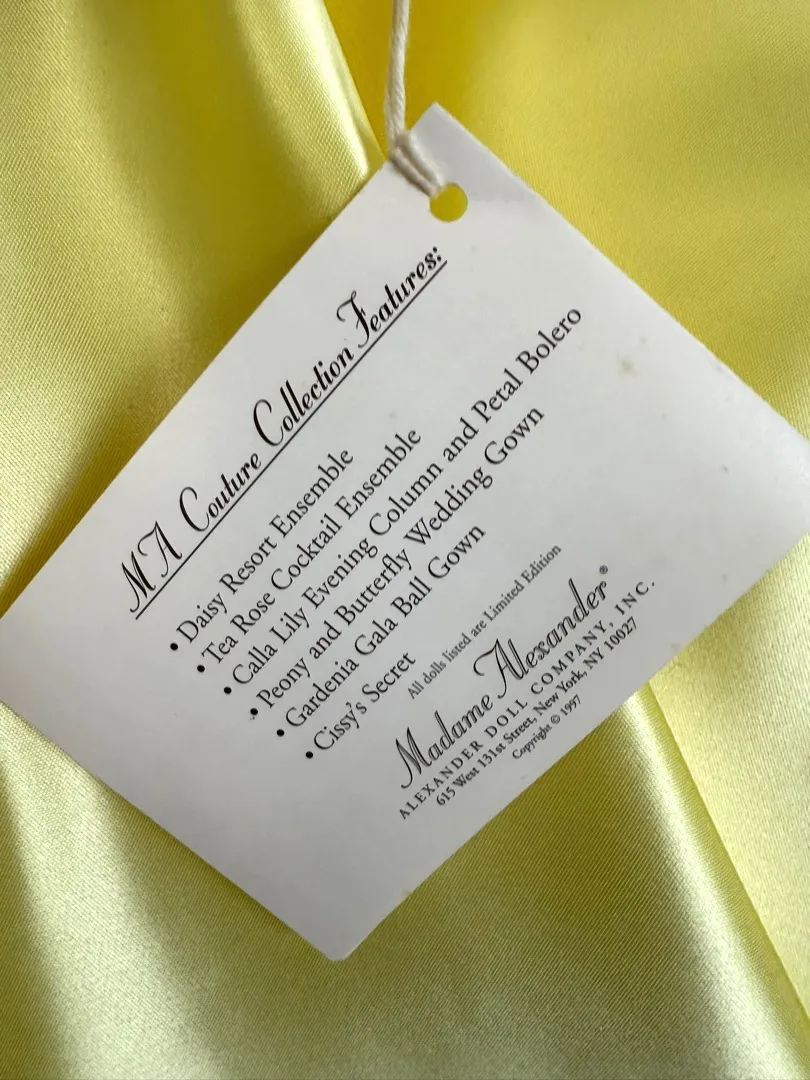 MA Couture Collection Features:
• Daisy Resort Ensemble
• Tea Rose Cocktail Ensemble
• Calla Lily Evening Column and Petal Bolero
• Peony and Butterfly Wedding Gown
• Gardenia Gala Ball Gown
• Cissy's Secret
All dolls listed are Limited Edition
Madame Alexander®
ALEXANDER DOLL COMPANY, INC.
615 West 131st Street, New York, NY 10027
Copyright © 1997